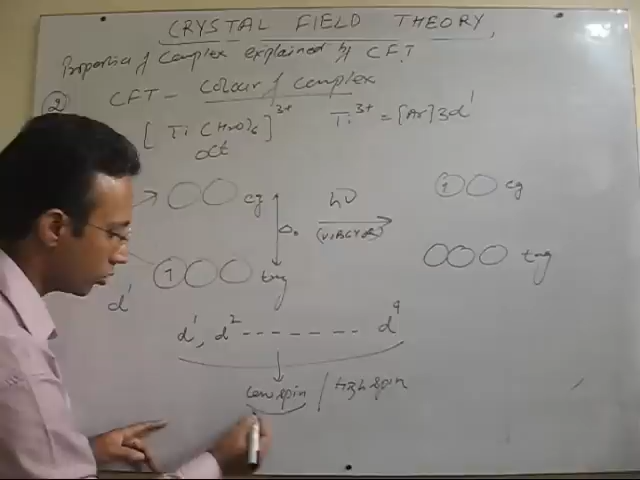 CRYSTAL FIELD THEORY
Properties of Complex explained by CFT
2 CFT - Colour of Complex
[Ti(H2O)6]3+ Ti3+ = [Ar]3d1
oct
eg hν 1 eg
Δo (VIBGYOR)
1 t2g t2g
d1
d1, d2 ------- d9
Low spin / High spin